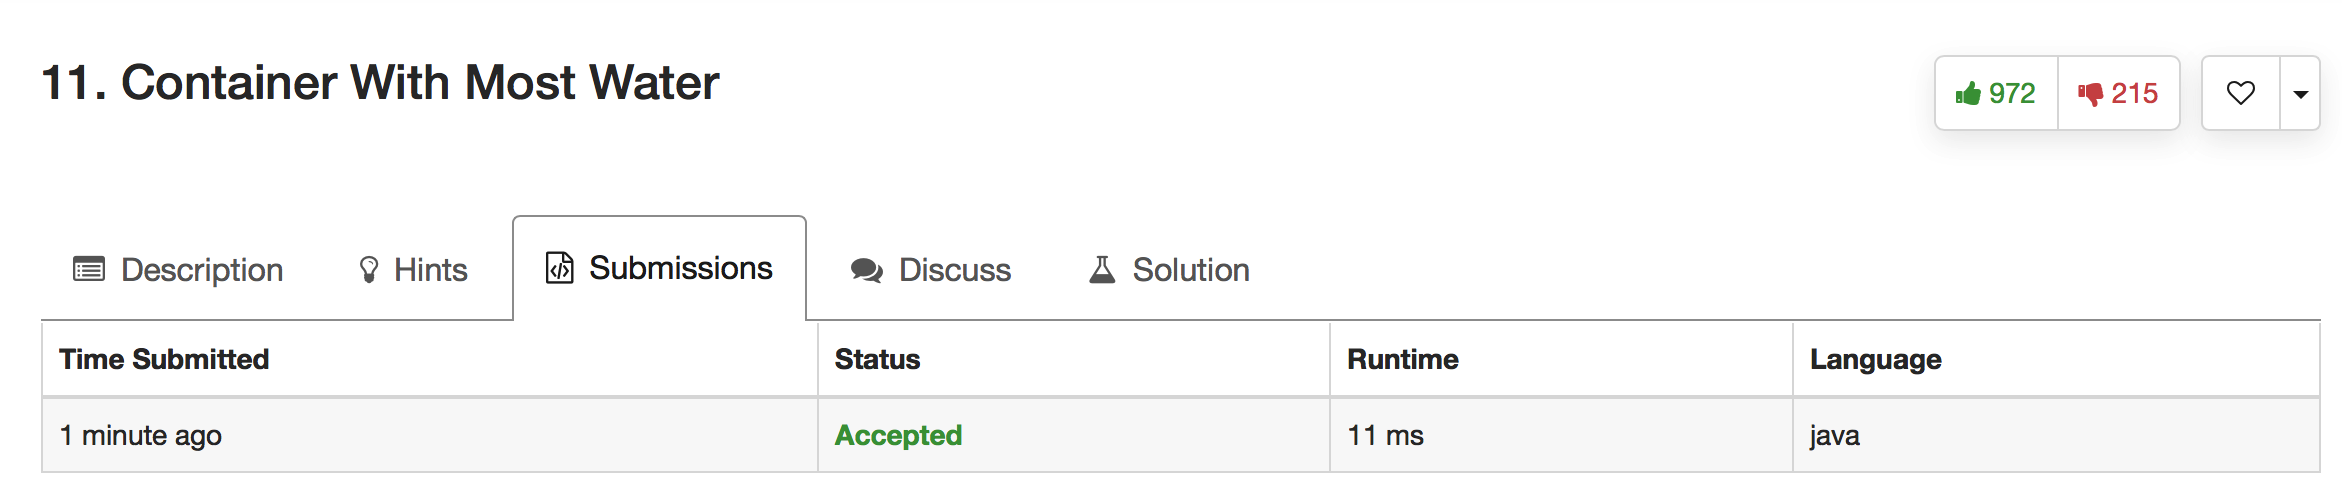 11. Container With Most Water
972 215
Description Hints Submissions Discuss Solution
Time Submitted Status Runtime Language
1 minute ago Accepted 11 ms java